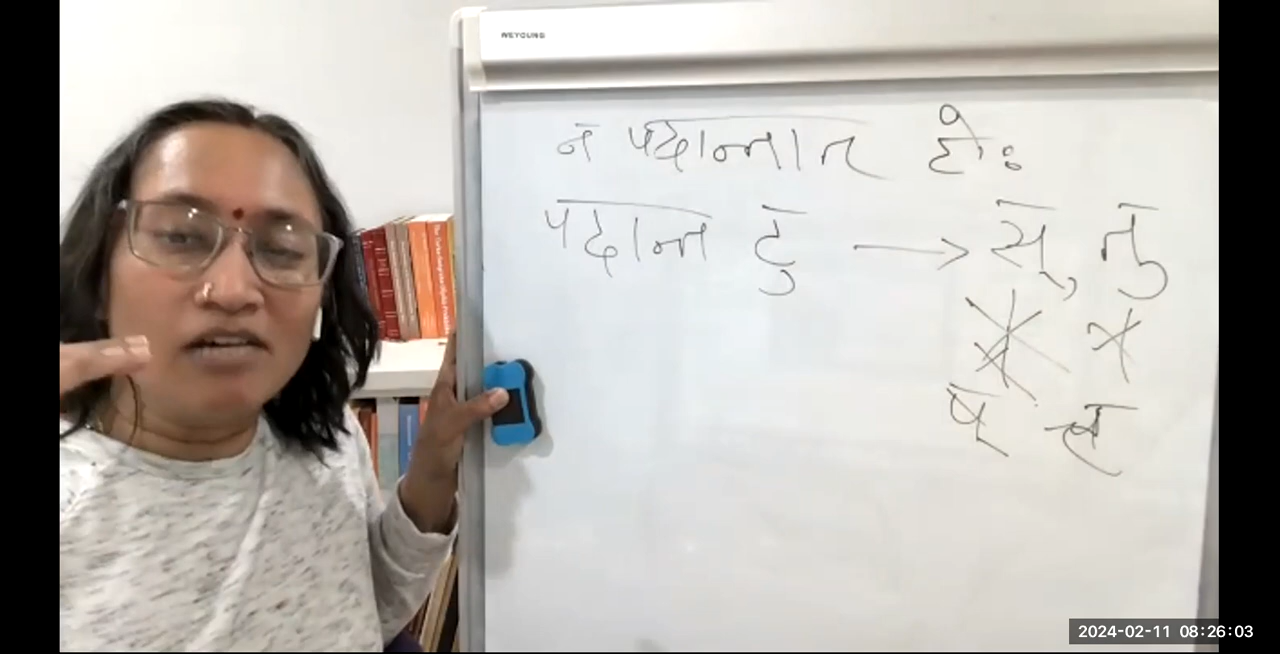 WEYOUNG
न पदान्तात् टोः
पदान्त टु → स्, तु
ष्
2024-02-11 08:26:03